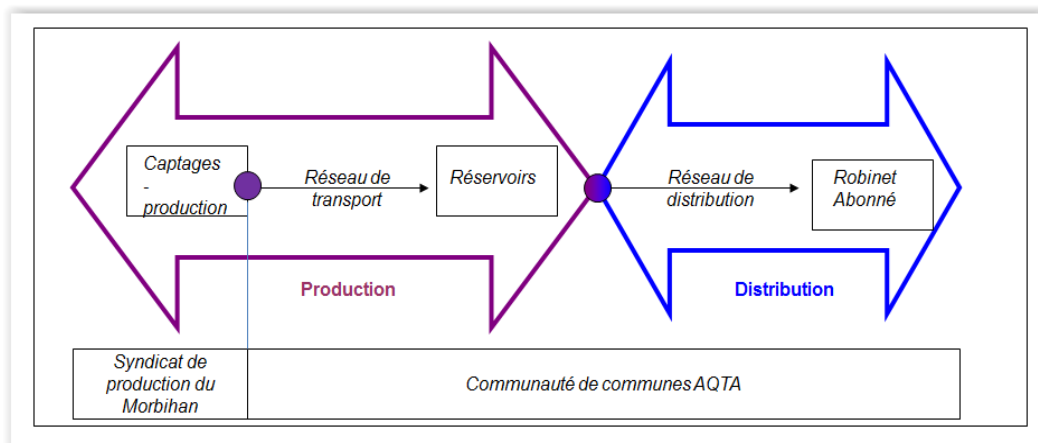 Captages
-
production
Réseau de
transport
Réservoirs
Réseau de
distribution
Robinet
Abonné
Production
Distribution
Syndicat de
production du
Morbihan
Communauté de communes AQTA